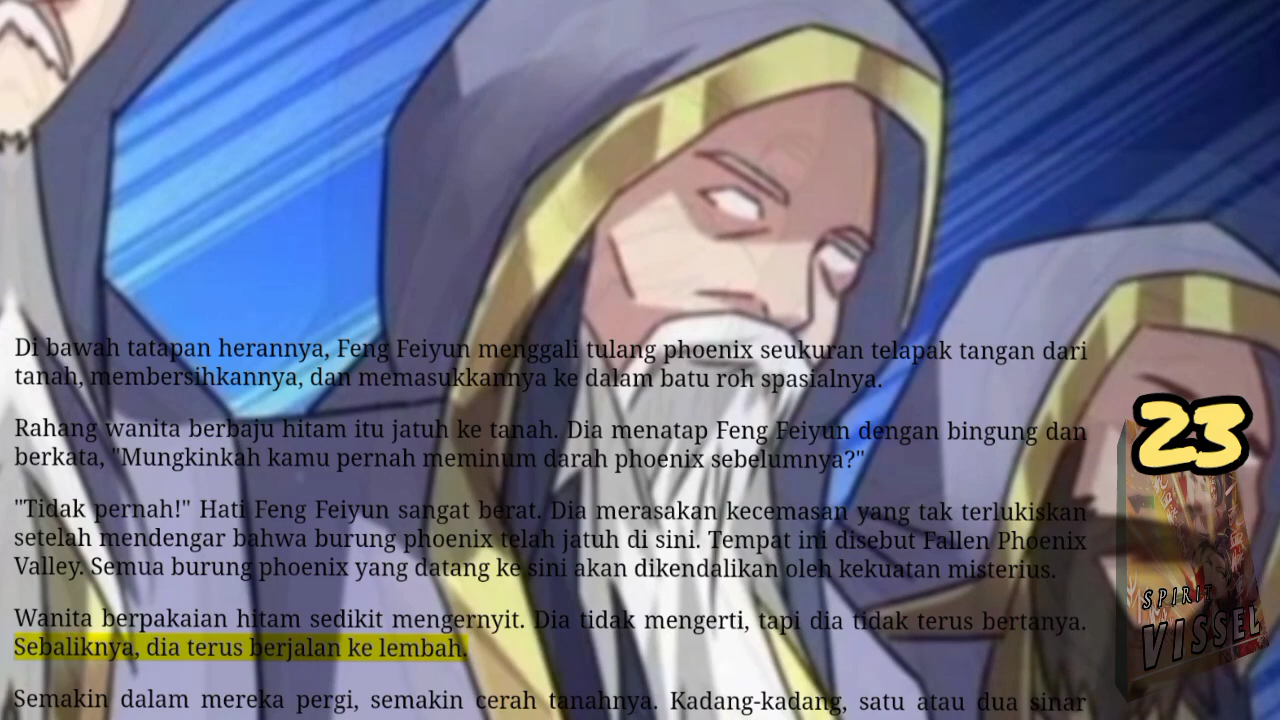 Di bawah tatapan herannya, Feng Feiyun menggali tulang phoenix seukuran telapak tangan dari
tanah, membersihkannya, dan memasukkannya ke dalam batu roh spasialnya.
Rahang wanita berbaju hitam itu jatuh ke tanah. Dia menatap Feng Feiyun dengan bingung dan
berkata, "Mungkinkah kamu pernah meminum darah phoenix sebelumnya?"
"Tidak pernah!" Hati Feng Feiyun sangat berat. Dia merasakan kecemasan yang tak terlukiskan
setelah mendengar bahwa burung phoenix telah jatuh di sini. Tempat ini disebut Fallen Phoenix
Valley. Semua burung phoenix yang datang ke sini akan dikendalikan oleh kekuatan misterius.
Wanita berpakaian hitam sedikit mengernyit. Dia tidak mengerti, tapi dia tidak terus bertanya.
Sebaliknya, dia terus berjalan ke lembah.
Semakin dalam mereka pergi, semakin cerah tanahnya. Kadang-kadang, satu atau dua sinar
23
SPIRIT
VISSEL